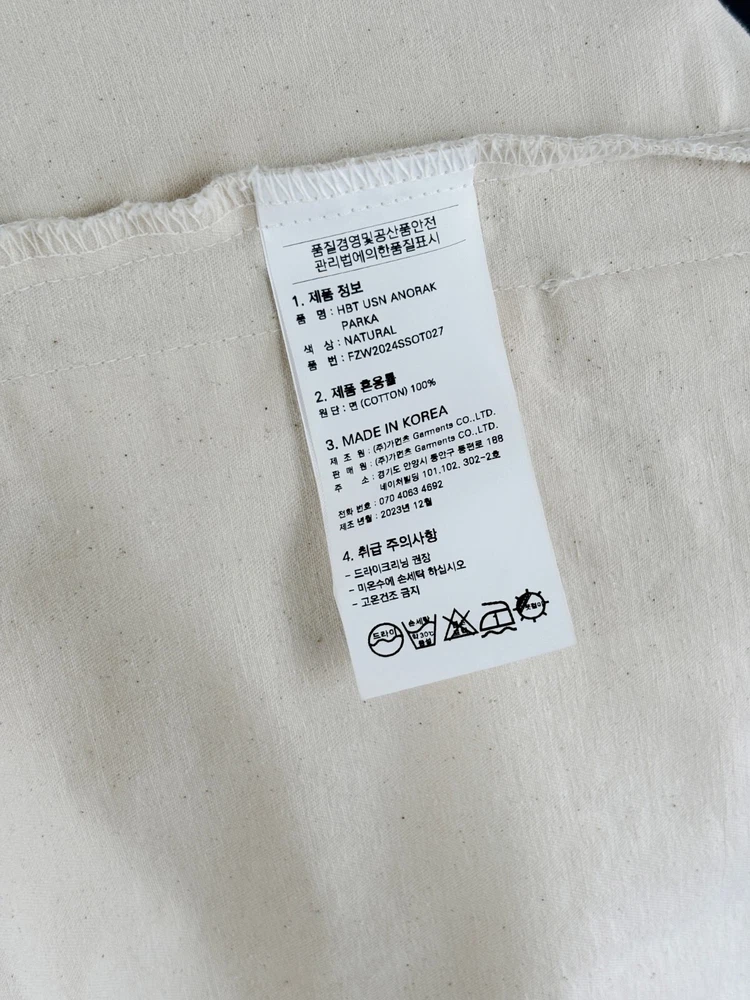 품질경영및공산품안전
관리법에의한품질표시
1. 제품 정보
품 명 : HBT USN ANORAK
PARKA
색 상 : NATURAL
품 번 : FZW2024SSOT027
2. 제품 혼용률
원단 : 면 (COTTON) 100%
3. MADE IN KOREA
제 조 원 : (주)가먼츠 Garments CO.,LTD.
판 매 원 : (주)가먼츠 Garments CO.,LTD.
주 소 : 경기도 안양시 동안구 동편로 188
네이처빌딩 101,102, 302-2호
전화 번호 : 070 4063 4692
제조 년월 : 2023년 12월
4. 취급 주의사항
- 드라이크리닝 권장
- 미온수에 손세탁 하십시오
- 고온건조 금지
드라이
손세탁
약30℃
중성